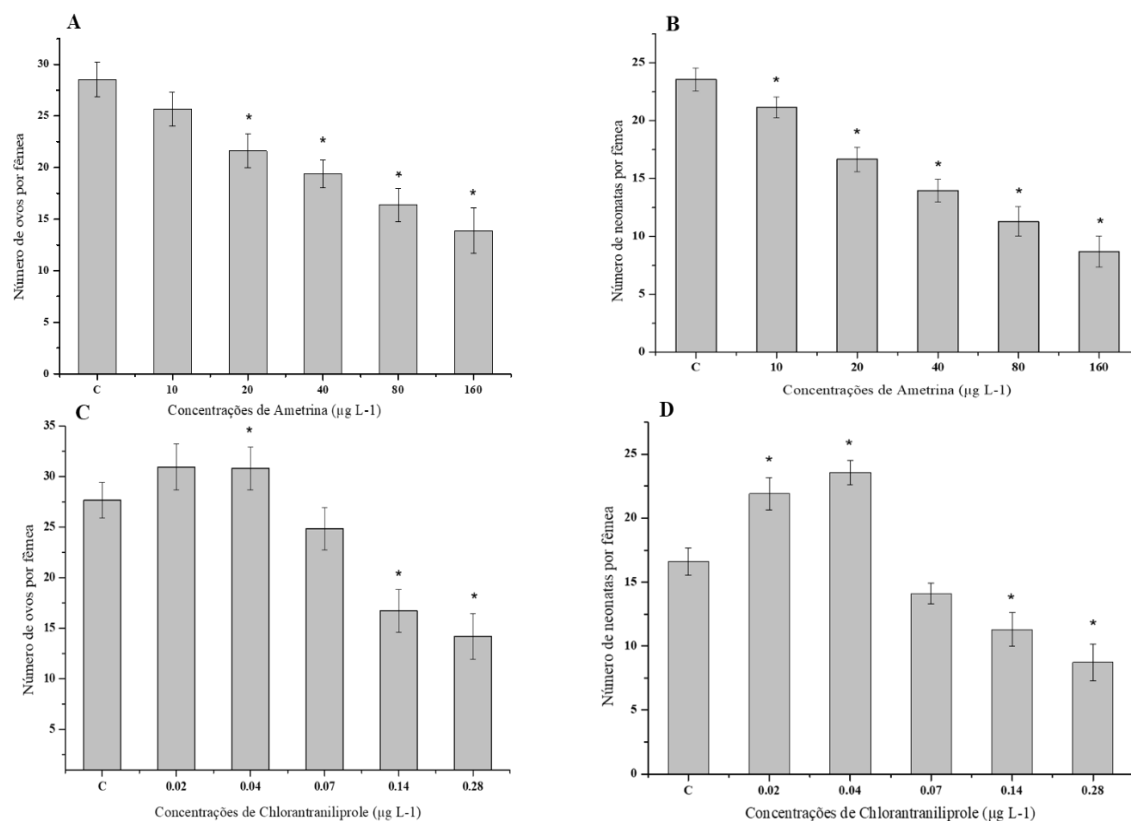 A
Número de ovos por fêmea
30
25
20
15
10
5
0
* * * *
C 10 20 40 80 160
Concentrações de Ametrina (µg L-1)
B
Número de neonatas por fêmea
25
20
15
10
5
0
* * * * *
C 10 20 40 80 160
Concentrações de Ametrina (µg L-1)
C
Número de ovos por fêmea
35
30
25
20
15
10
5
* * *
C 0.02 0.04 0.07 0.14 0.28
Concentrações de Chlorantraniliprole (µg L-1)
D
Número de neonatas por fêmea
25
20
15
10
5
0
* * * *
C 0.02 0.04 0.07 0.14 0.28
Concentrações de Chlorantraniliprole (µg L-1)